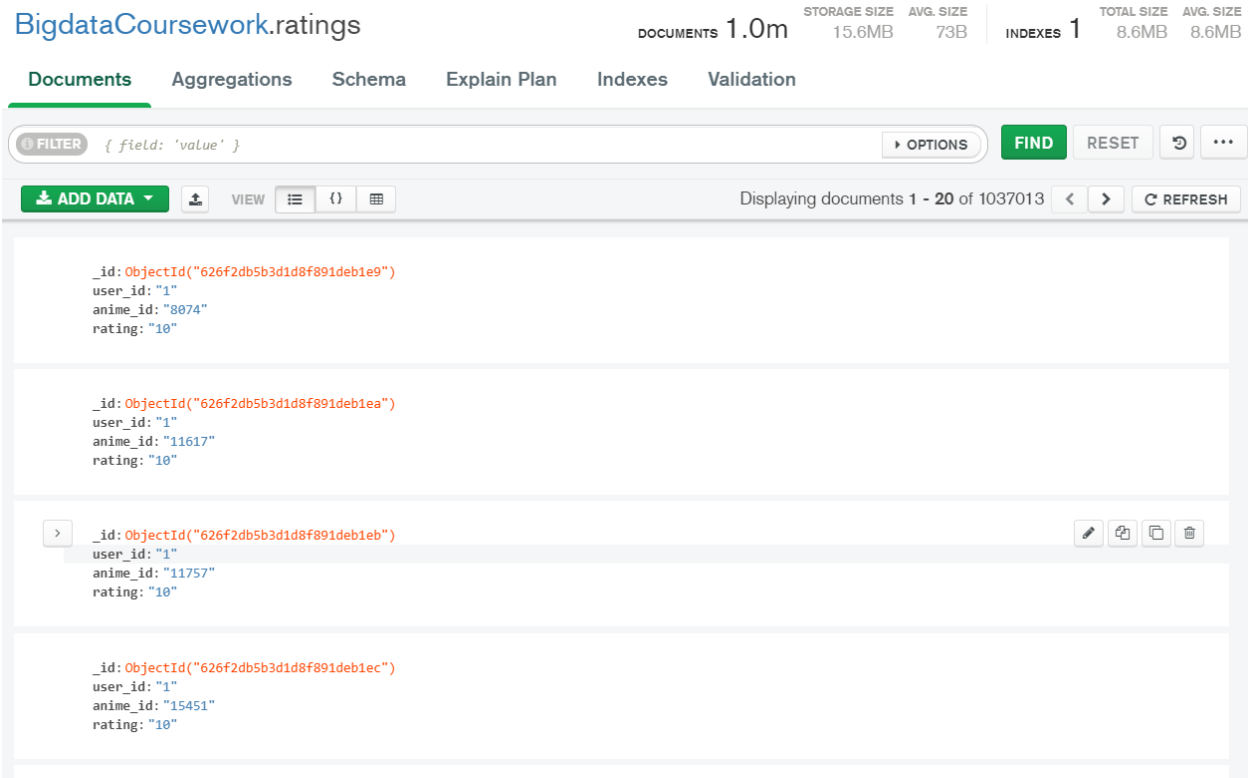 BigdataCoursework.ratings
DOCUMENTS 1.0m STORAGE SIZE 15.6MB AVG. SIZE 73B INDEXES 1 TOTAL SIZE 8.6MB AVG. SIZE 8.6MB
Documents Aggregations Schema Explain Plan Indexes Validation
FILTER { field: 'value' } OPTIONS FIND RESET
ADD DATA VIEW {} Displaying documents 1 - 20 of 1037013 < > REFRESH
_id: ObjectId("626f2db5b3d1d8f891deb1e9")
user_id: "1"
anime_id: "8074"
rating: "10"
_id: ObjectId("626f2db5b3d1d8f891deb1ea")
user_id: "1"
anime_id: "11617"
rating: "10"
_id: ObjectId("626f2db5b3d1d8f891deb1eb")
user_id: "1"
anime_id: "11757"
rating: "10"
_id: ObjectId("626f2db5b3d1d8f891deb1ec")
user_id: "1"
anime_id: "15451"
rating: "10"